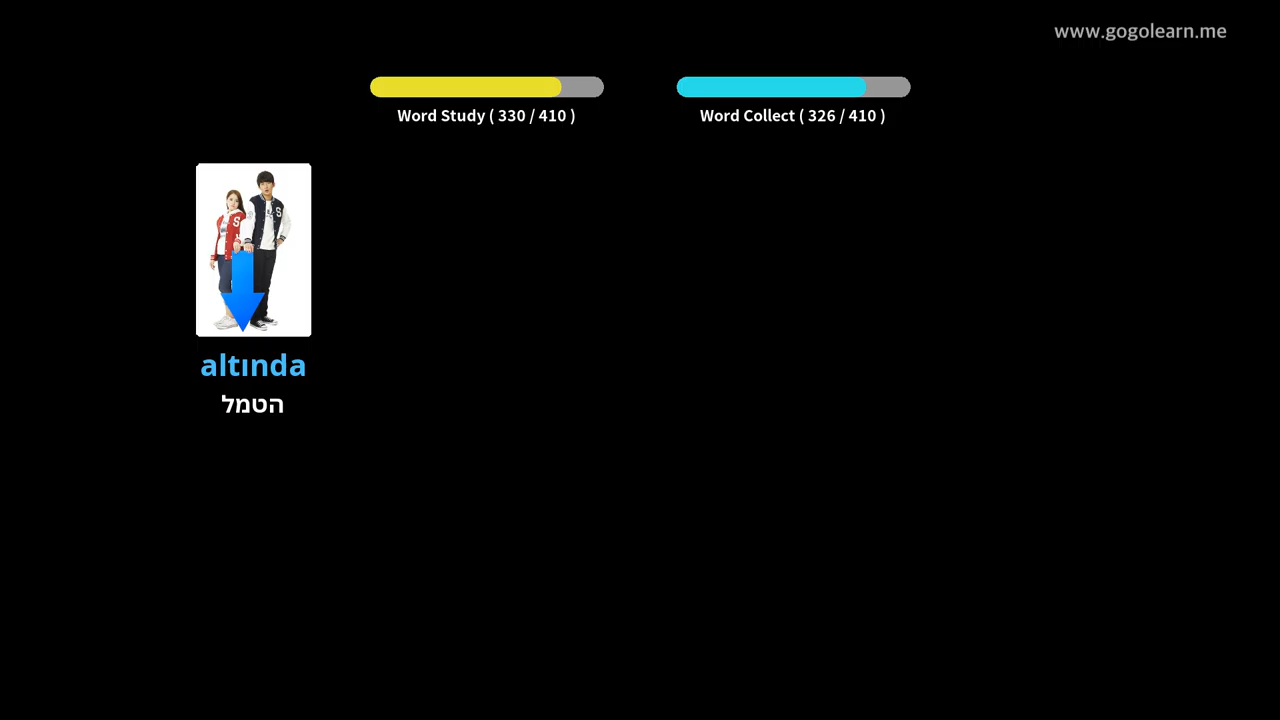 www.gogolearn.me
Word Study ( 330 / 410 )
Word Collect ( 326 / 410 )
S
S
altında
הטמל